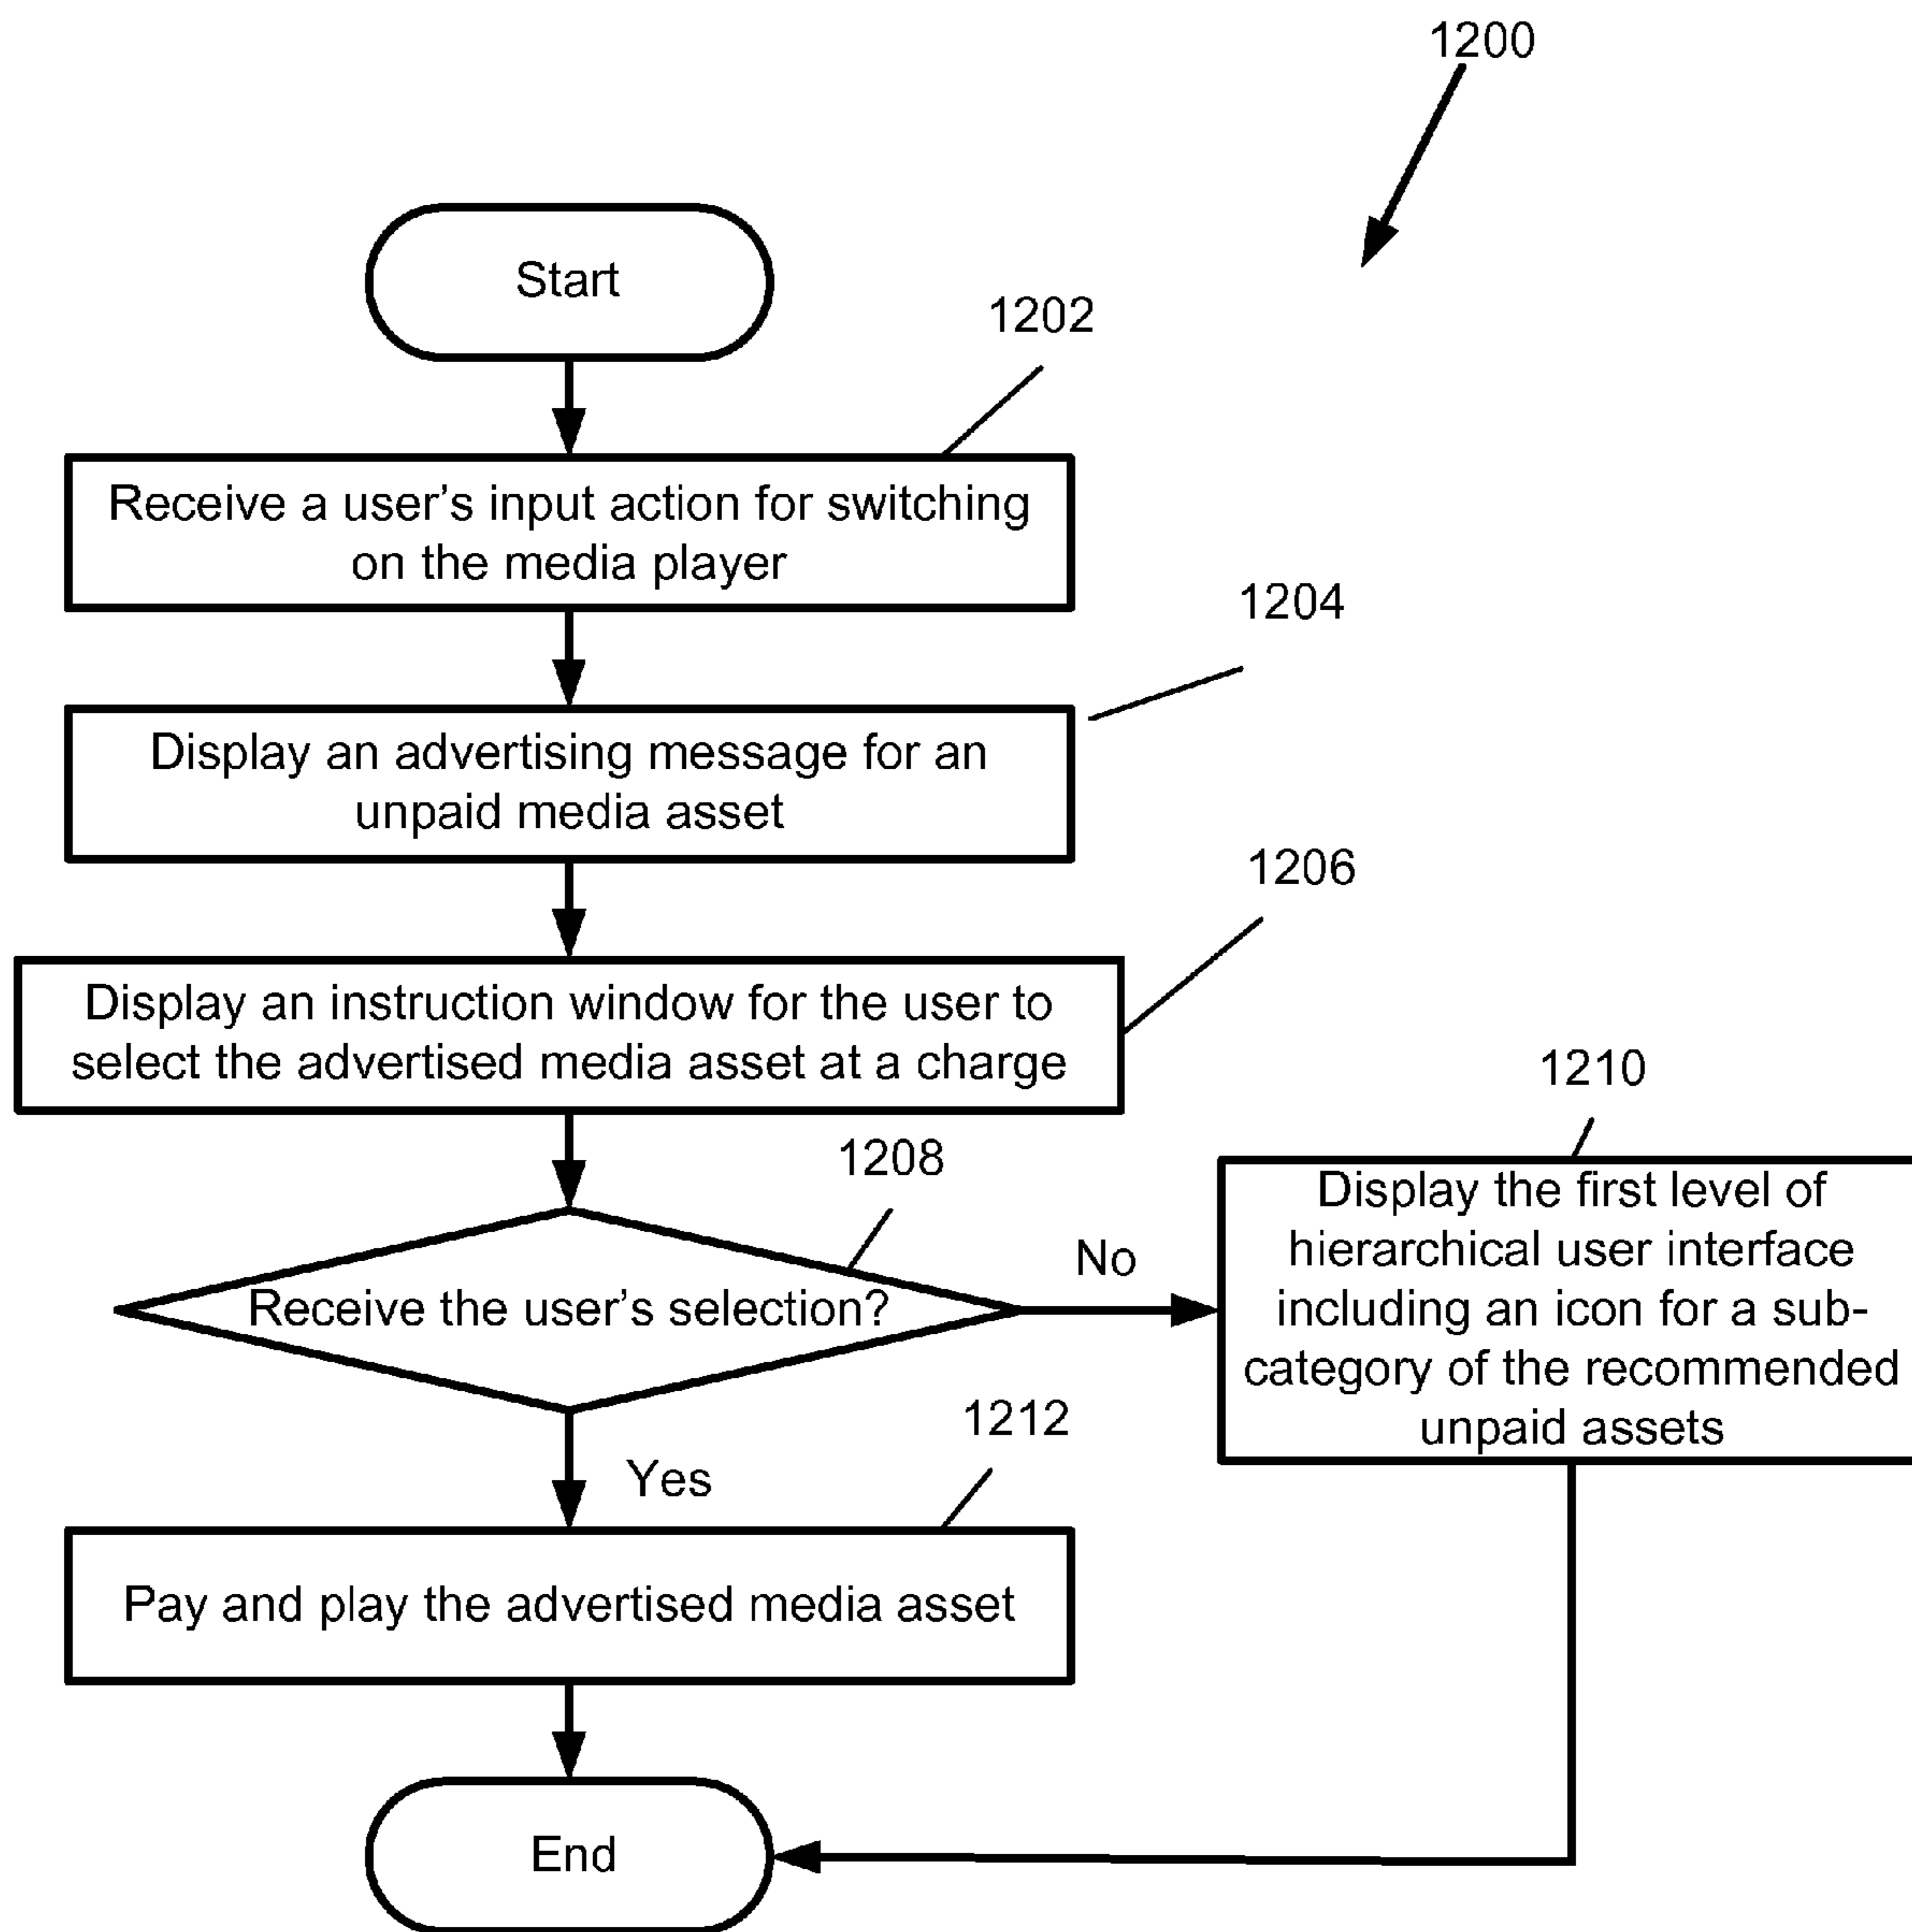 1200
Start
1202
Receive a user's input action for switching
on the media player
1204
Display an advertising message for an
unpaid media asset
1206
Display an instruction window for the user to
select the advertised media asset at a charge
1208
Receive the user's selection?
No
1210
Display the first level of
hierarchical user interface
including an icon for a sub-
category of the recommended
unpaid assets
Yes
1212
Pay and play the advertised media asset
End